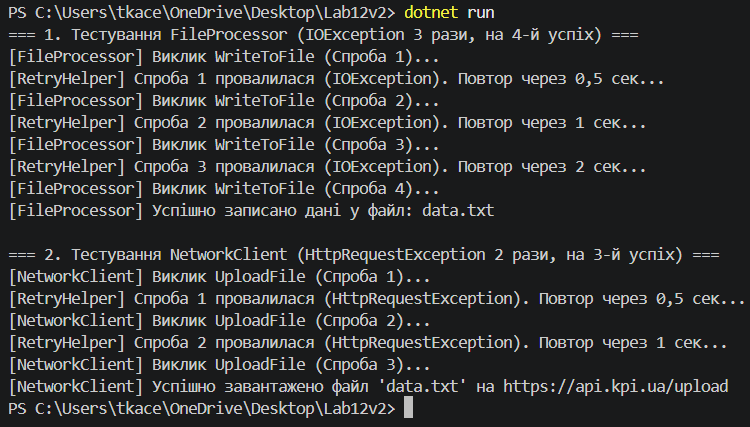 PS C:\Users\tkace\OneDrive\Desktop\Lab12v2> dotnet run
=== 1. Тестування FileProcessor (IOException 3 рази, на 4-й успіх) ===
[FileProcessor] Виклик WriteToFile (Спроба 1)...
[RetryHelper] Спроба 1 провалилася (IOException). Повтор через 0,5 сек...
[FileProcessor] Виклик WriteToFile (Спроба 2)...
[RetryHelper] Спроба 2 провалилася (IOException). Повтор через 1 сек...
[FileProcessor] Виклик WriteToFile (Спроба 3)...
[RetryHelper] Спроба 3 провалилася (IOException). Повтор через 2 сек...
[FileProcessor] Виклик WriteToFile (Спроба 4)...
[FileProcessor] Успішно записано дані у файл: data.txt
=== 2. Тестування NetworkClient (HttpRequestException 2 рази, на 3-й успіх) ===
[NetworkClient] Виклик UploadFile (Спроба 1)...
[RetryHelper] Спроба 1 провалилася (HttpRequestException). Повтор через 0,5 сек...
[NetworkClient] Виклик UploadFile (Спроба 2)...
[RetryHelper] Спроба 2 провалилася (HttpRequestException). Повтор через 1 сек...
[NetworkClient] Виклик UploadFile (Спроба 3)...
[NetworkClient] Успішно завантажено файл 'data.txt' на https://api.kpi.ua/upload
PS C:\Users\tkace\OneDrive\Desktop\Lab12v2>